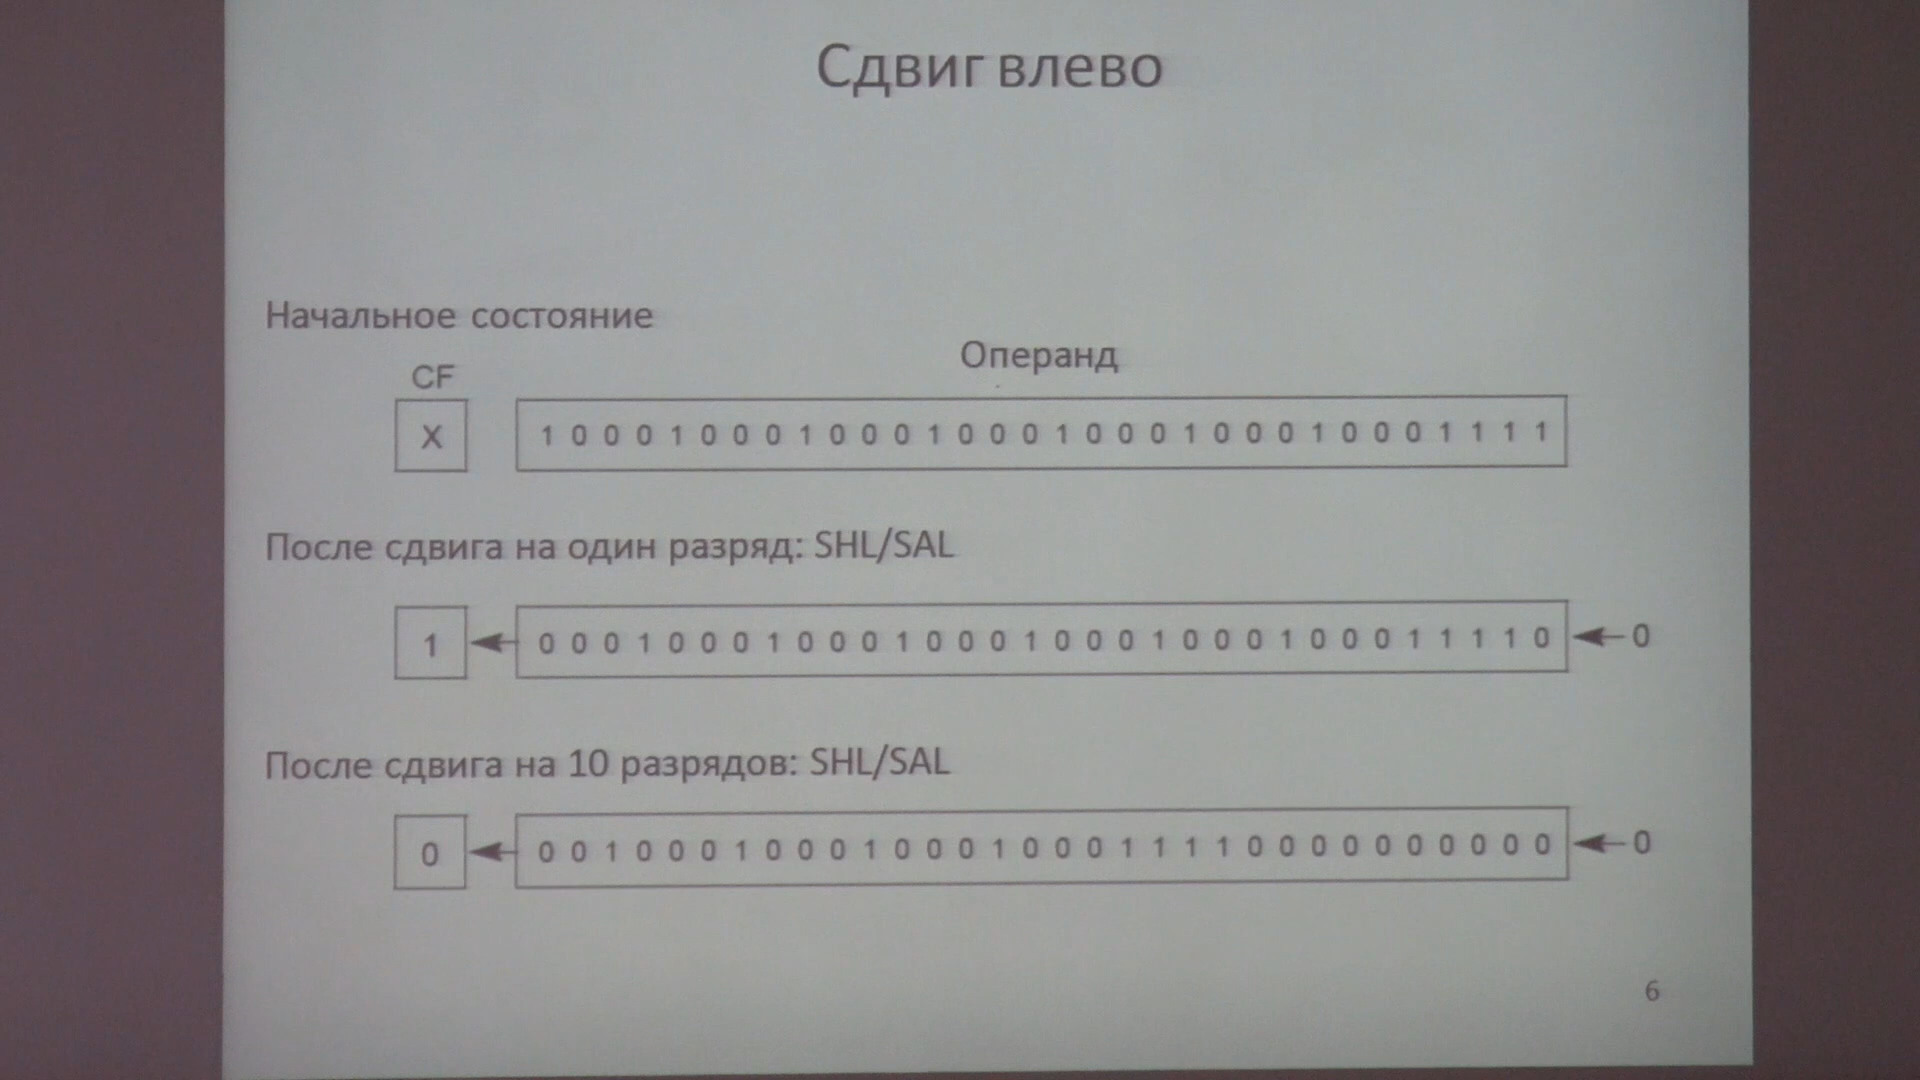 Сдвиг влево
Начальное состояние
Операнд
CF
X 1 0 0 0 1 0 0 0 1 0 0 0 1 0 0 0 1 0 0 0 1 0 0 0 1 0 0 0 1 1 1 1
После сдвига на один разряд: SHL/SAL
1 0 0 0 1 0 0 0 1 0 0 0 1 0 0 0 1 0 0 0 1 0 0 0 1 0 0 0 1 1 1 1 0 0
После сдвига на 10 разрядов: SHL/SAL
0 0 0 1 0 0 0 1 0 0 0 1 0 0 0 1 0 0 0 1 1 1 1 0 0 0 0 0 0 0 0 0 0 0
6